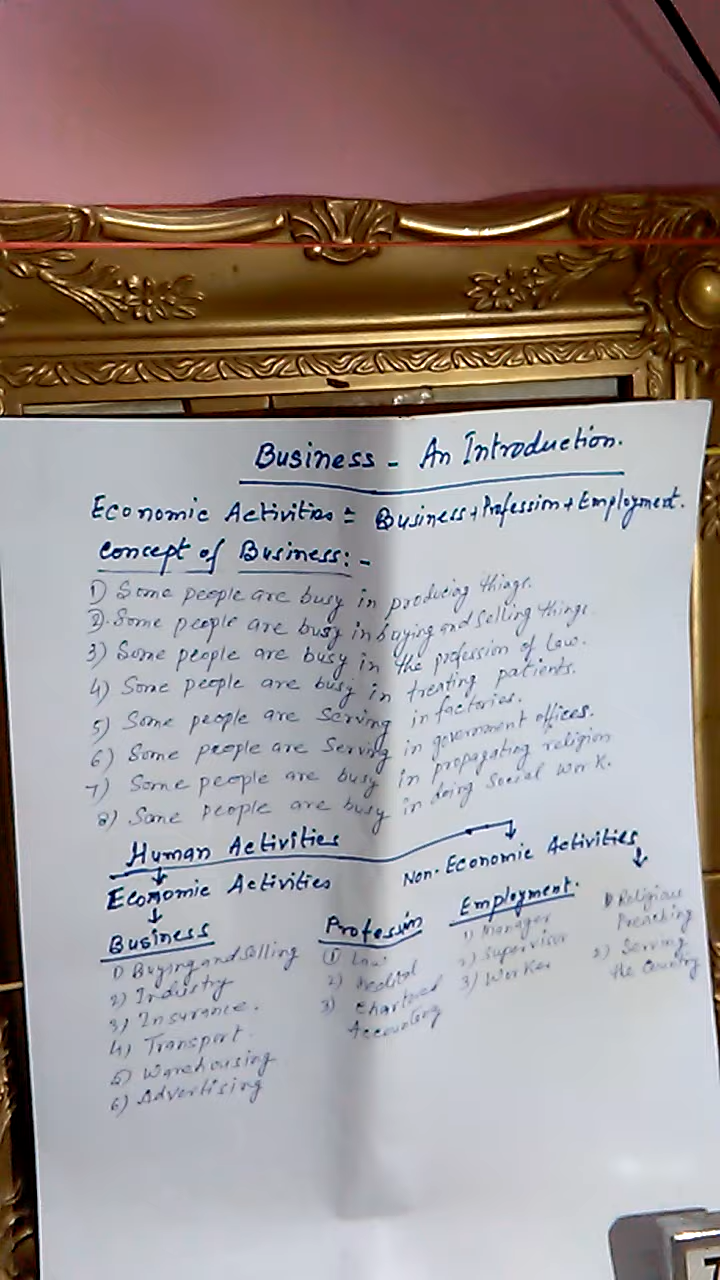 Business - An Introduction.
Economic Activities = Business + Profession + Employment.
Concept of Business: -
1) Some people are busy in producing things.
2). Some people are busy in buying and selling things.
3) Some people are busy in the profession of Law.
4) Some people are busy in treating patients.
5) Some people are Serving in factories.
6) Some people are Serving in government offices.
7) Some people are busy in propagating religion
8) Some people are busy in doing Social work.
Human Activities
Economic Activities
Non-Economic Activities
Business
1) Buying and Selling
2) Industry
3) Insurance.
4) Transport.
5) Warehousing
6) Advertising
Profession
1) Law
2) Medical
3) Chartered
Accounting
Employment.
1) Manager
2) Supervisor
3) Worker
1) Religious
Preaching
2) Serving
the Country
7